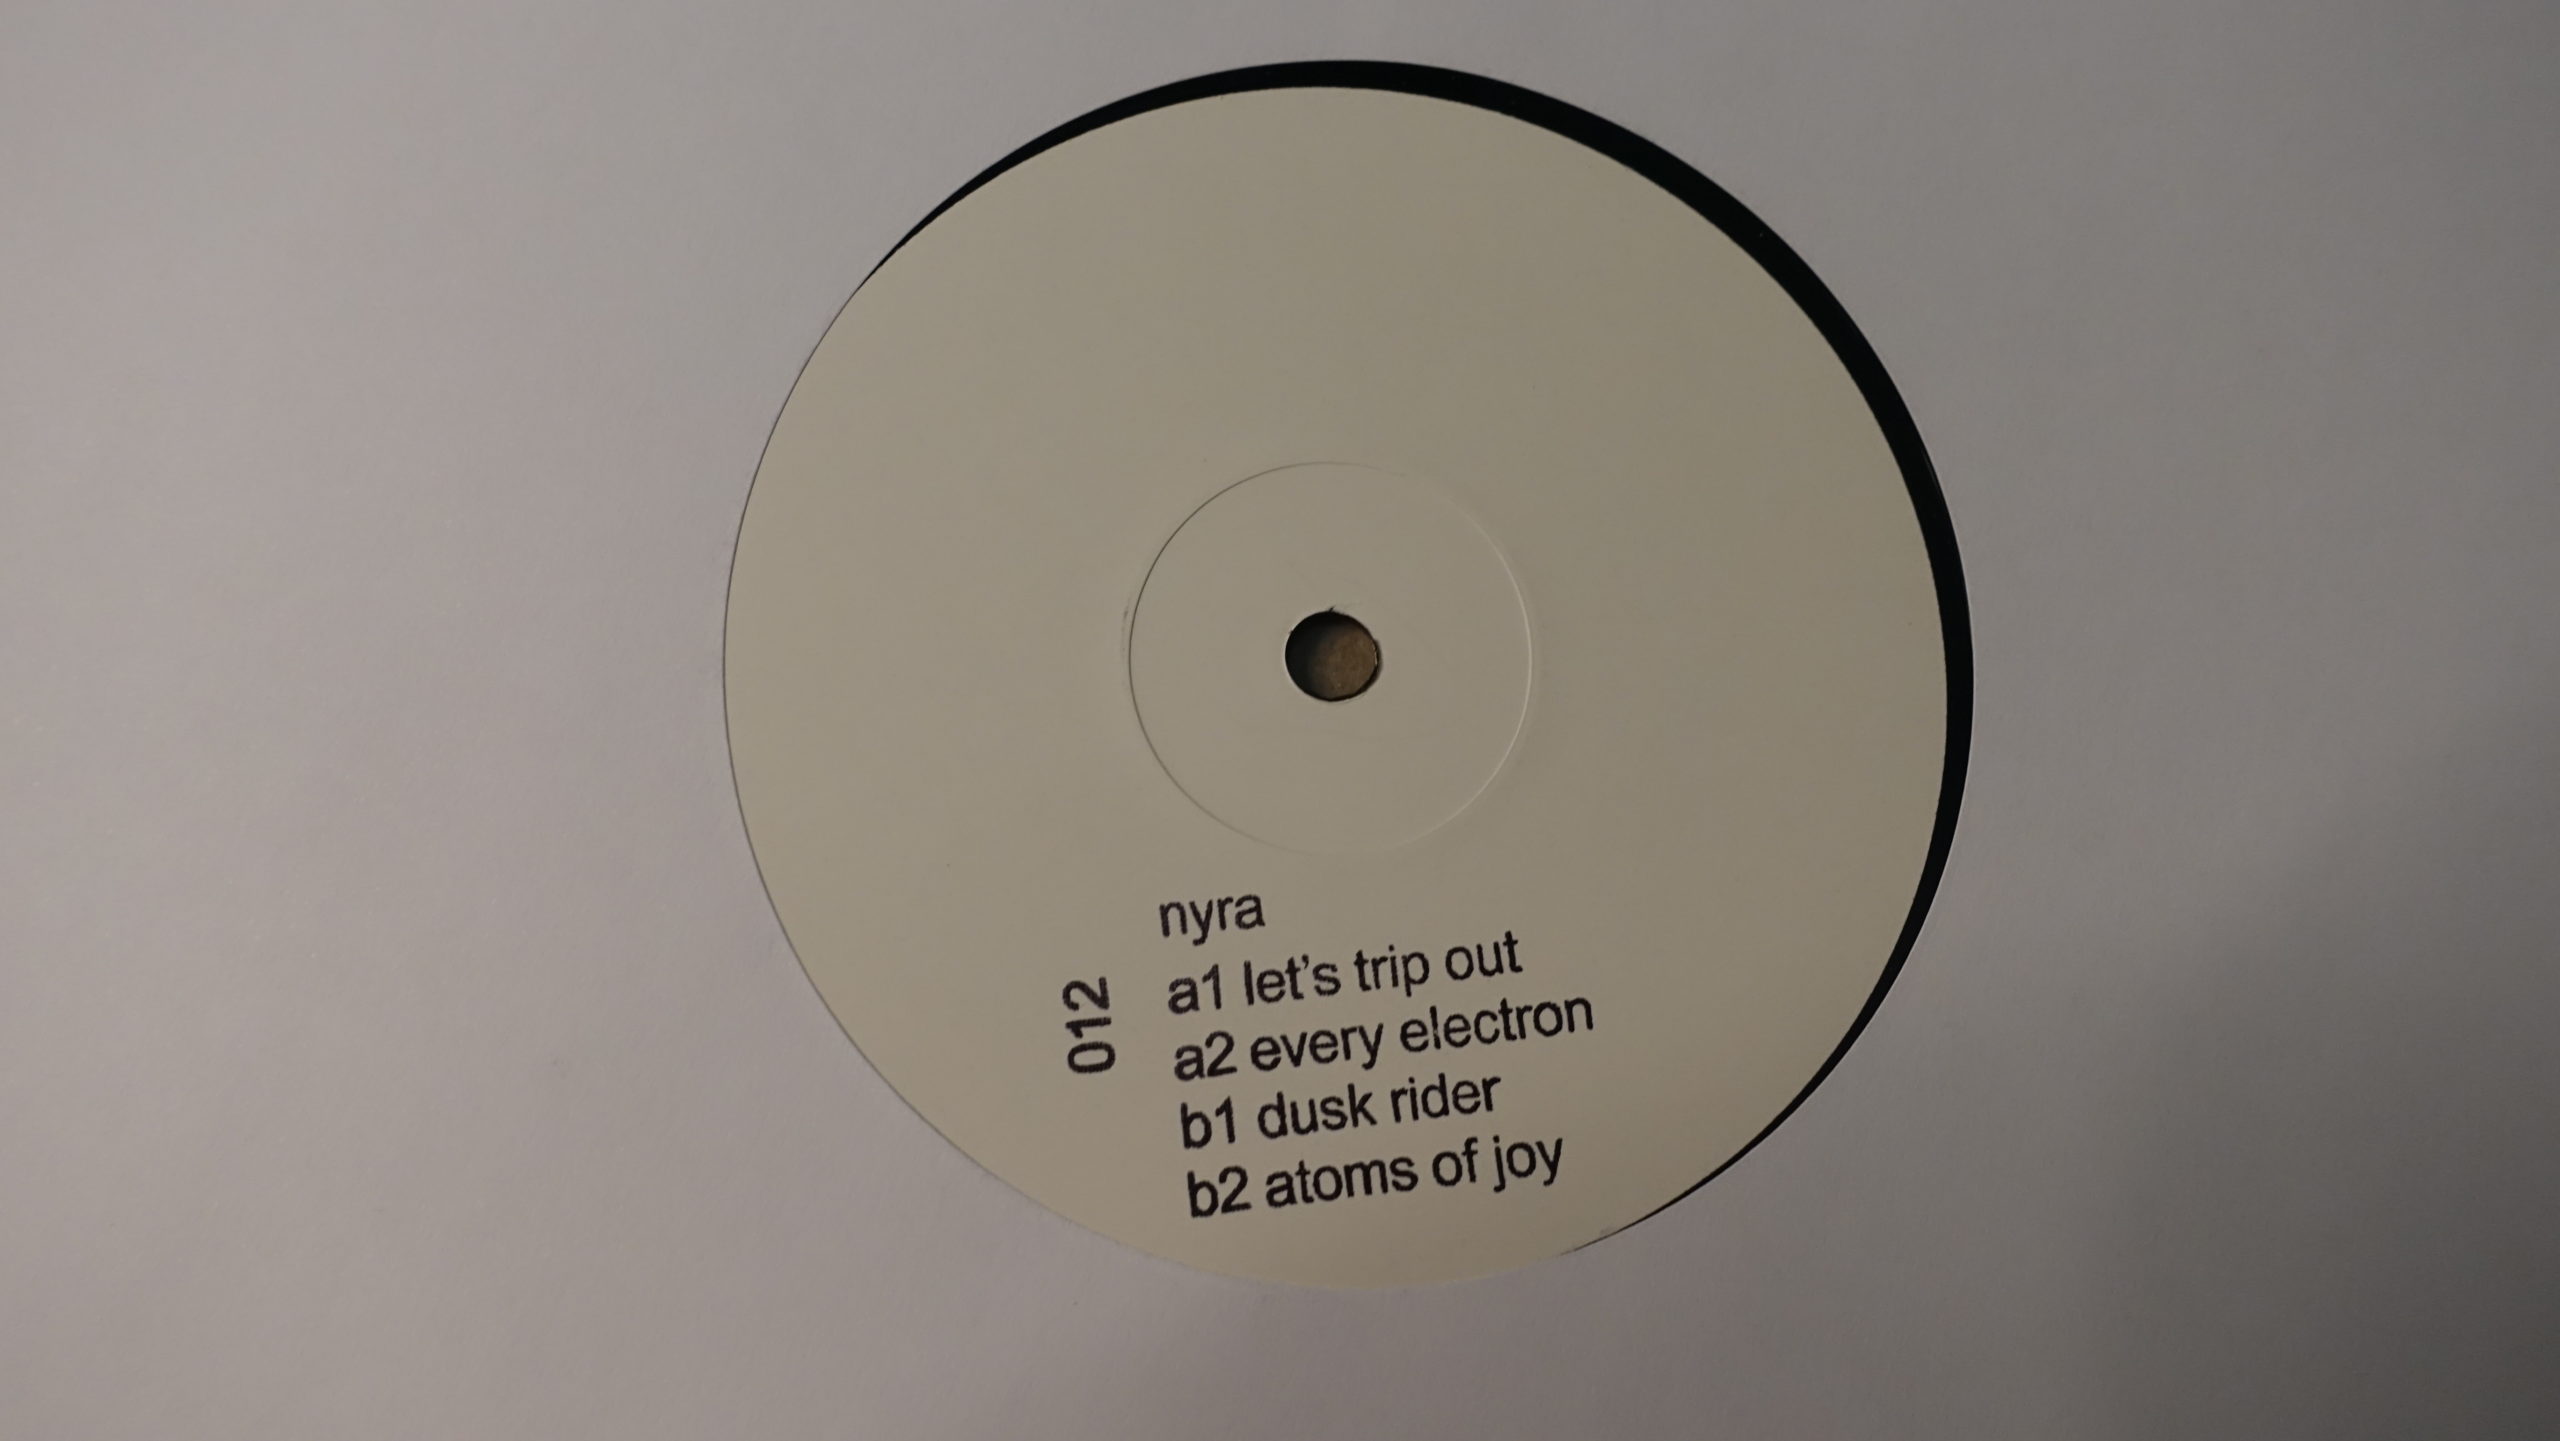 nyra
012
a1 let's trip out
a2 every electron
b1 dusk rider
b2 atoms of joy